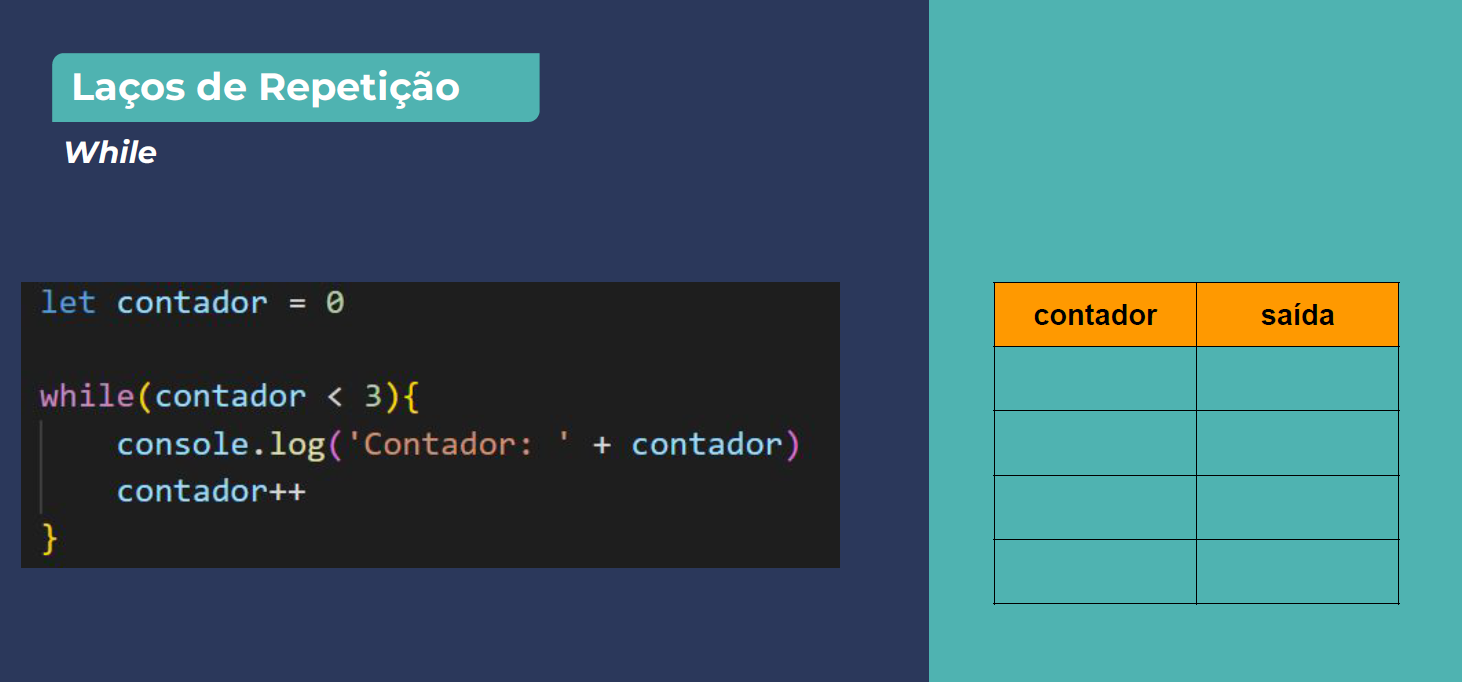 Laços de Repetição
While
let contador = 0
while(contador < 3){
    console.log('Contador: ' + contador)
    contador++
}
contador saída